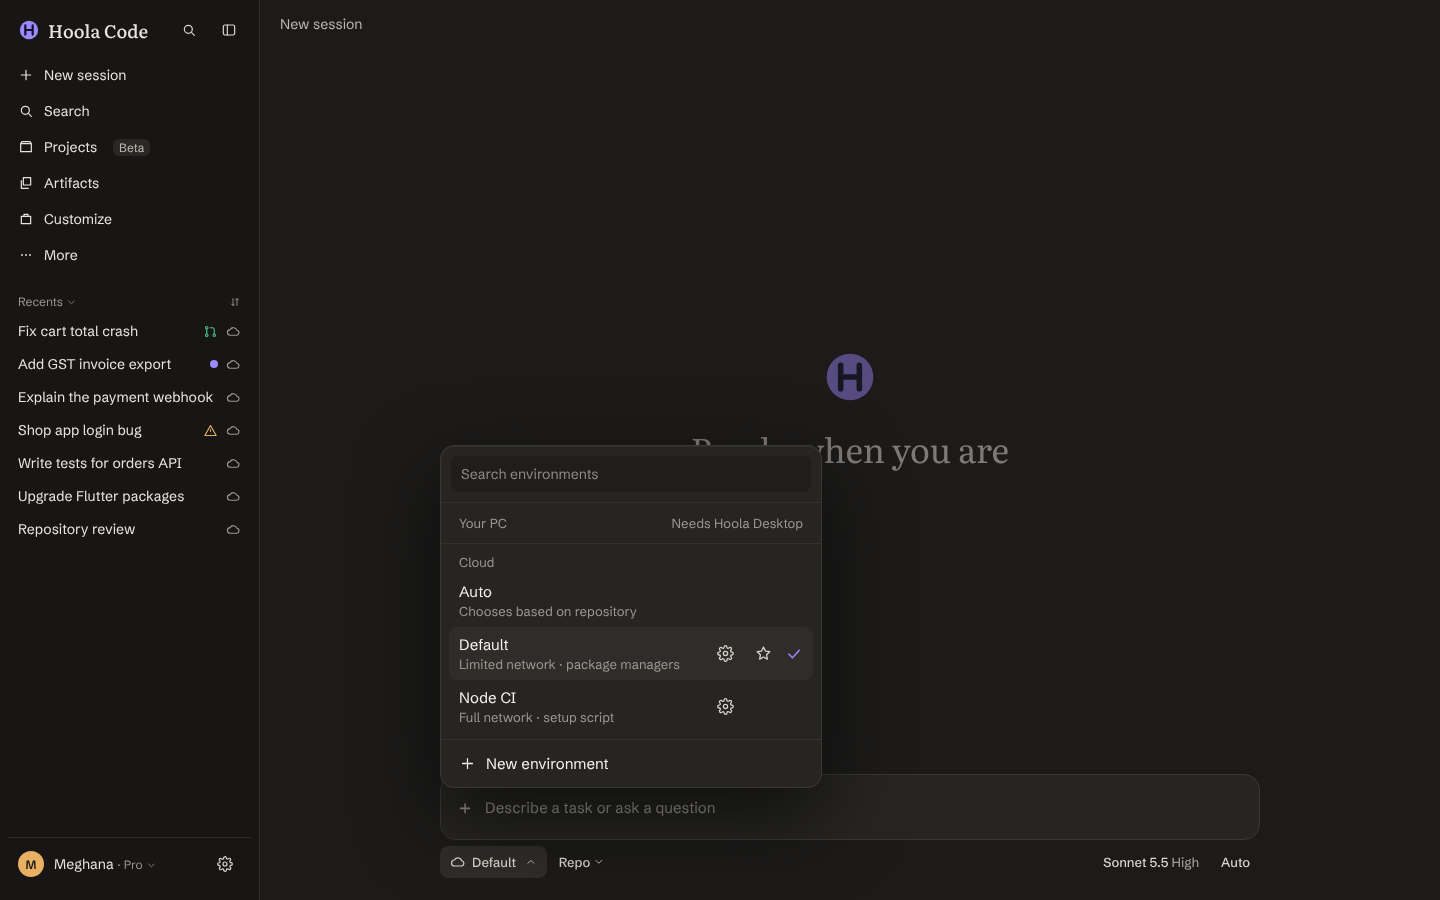 Hoola Code
New session
Search
Projects Beta
Artifacts
Customize
More
Recents
Fix cart total crash
Add GST invoice export
Explain the payment webhook
Shop app login bug
Write tests for orders API
Upgrade Flutter packages
Repository review
M Meghana · Pro
New session
when you are
Search environments
Your PC Needs Hoola Desktop
Cloud
Auto
Chooses based on repository
Default
Limited network · package managers
Node CI
Full network · setup script
New environment
Describe a task or ask a question
Default Repo Sonnet 5.5 High Auto